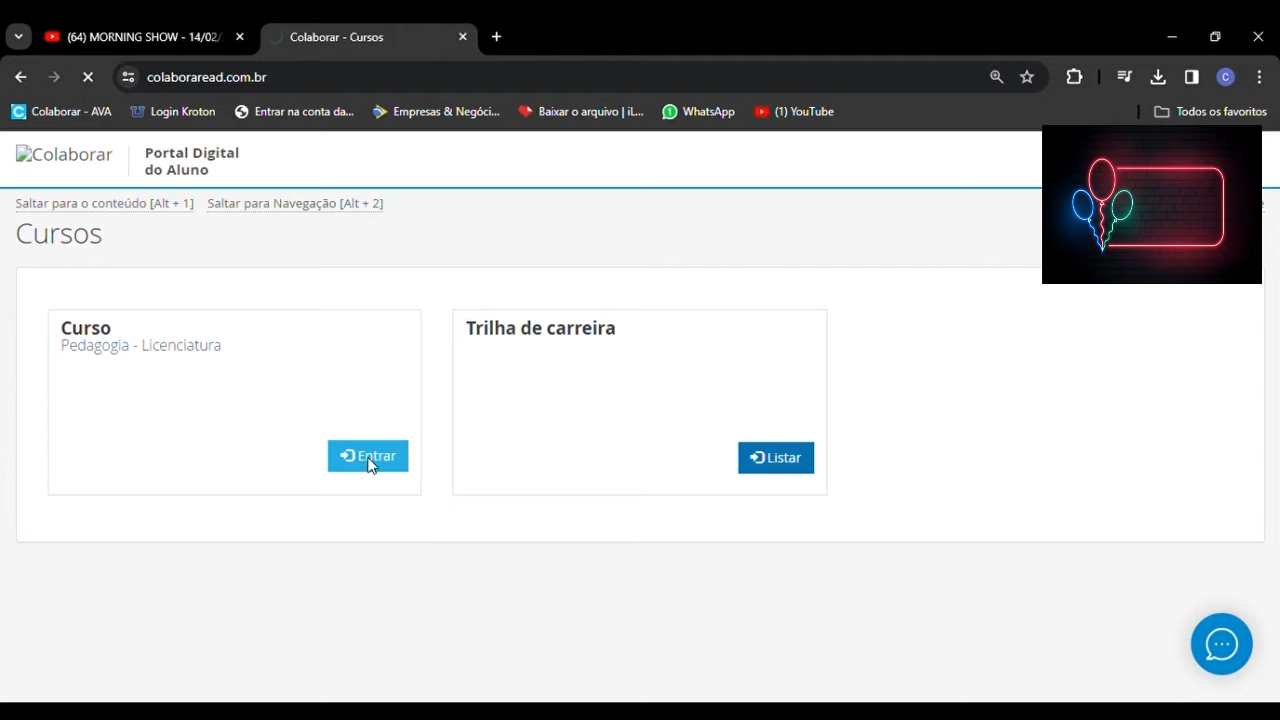 (64) MORNING SHOW - 14/02/
Colaborar - Cursos
colaboraread.com.br
C
Colaborar - AVA
Login Kroton
Entrar na conta da...
Empresas & Negóci...
Baixar o arquivo | iL...
WhatsApp
(1) YouTube
Todos os favoritos
Colaborar
Portal Digital
do Aluno
Saltar para o conteúdo [Alt + 1]
Saltar para Navegação [Alt + 2]
Cursos
Curso
Pedagogia - Licenciatura
Entrar
Trilha de carreira
Listar